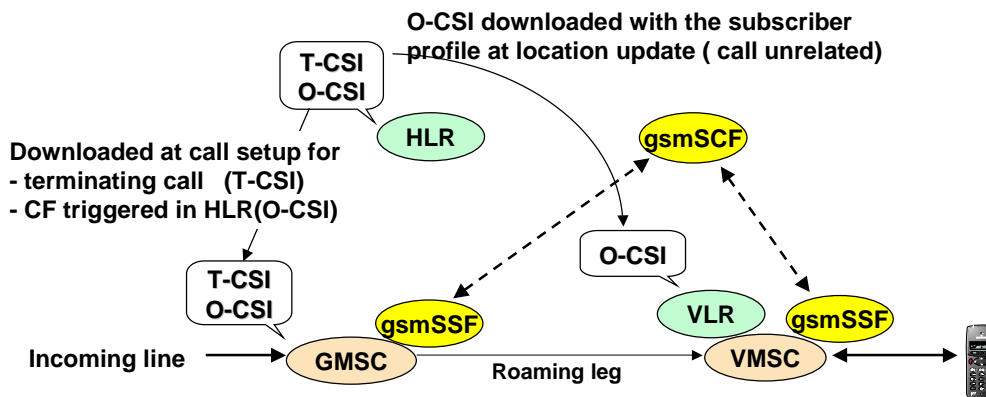 O-CSI downloaded with the subscriber
profile at location update ( call unrelated)
T-CSI
O-CSI
HLR
gsmSCF
Downloaded at call setup for
- terminating call (T-CSI)
- CF triggered in HLR(O-CSI)
O-CSI
T-CSI
O-CSI
gsmSSF
VLR
gsmSSF
Incoming line
GMSC
Roaming leg
VMSC